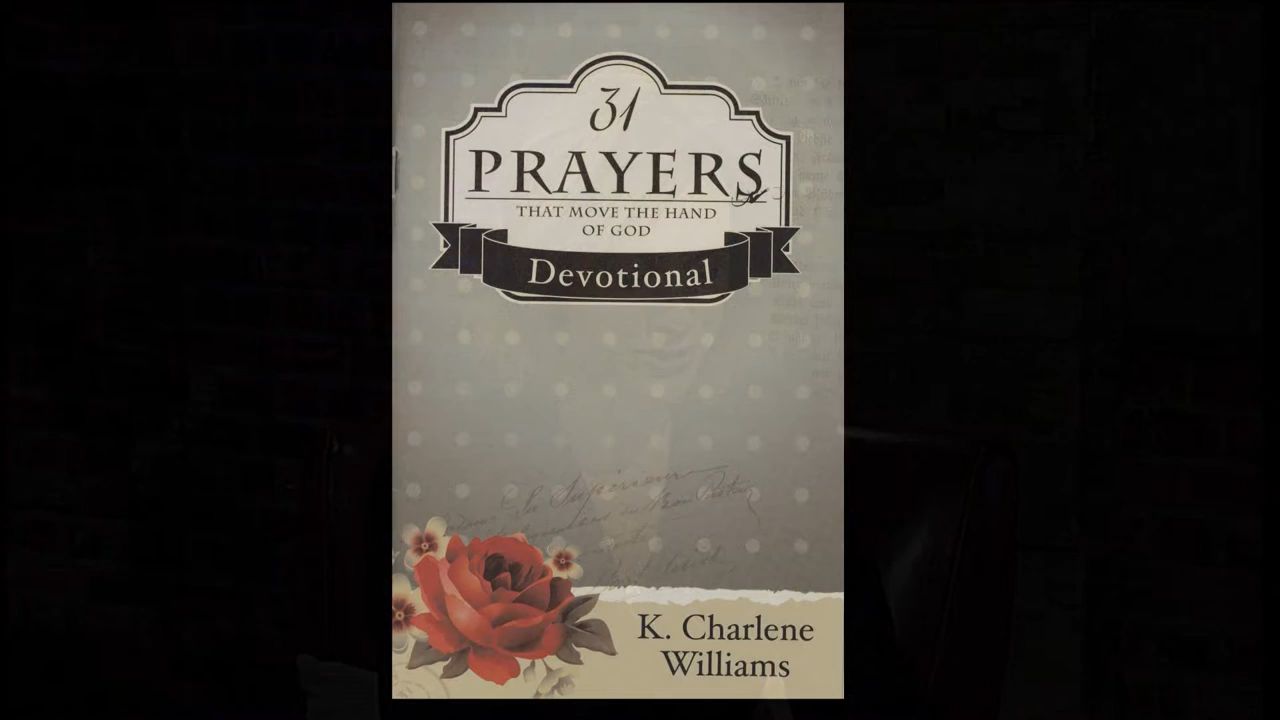 31
PRAYERS
THAT MOVE THE HAND
OF GOD
Devotional
K. Charlene
Williams